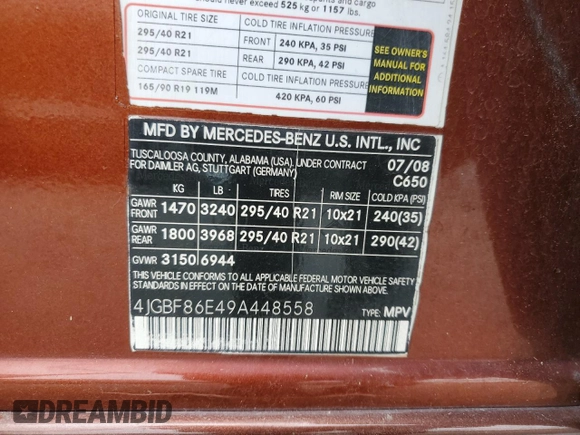 and cargo
should never exceed 525 kg or 1157 lbs.
ORIGINAL TIRE SIZE COLD TIRE INFLATION PRESSURE
295/40 R21 FRONT 240 KPA, 35 PSI
295/40 R21 REAR 290 KPA, 42 PSI
COMPACT SPARE TIRE COLD TIRE INFLATION PRESSURE
165/90 R19 119M 420 KPA, 60 PSI
SEE OWNER'S
MANUAL FOR
ADDITIONAL
INFORMATION
MFD BY MERCEDES-BENZ U.S. INTL., INC
TUSCALOOSA COUNTY, ALABAMA (USA), UNDER CONTRACT 07/08
FOR DAIMLER AG, STUTTGART (GERMANY) C650
KG LB TIRES RIM SIZE COLD KPA (PSI)
GAWR FRONT 1470 3240 295/40 R21 10x21 240(35)
GAWR REAR 1800 3968 295/40 R21 10x21 290(42)
GVWR 3150 6944
THIS VEHICLE CONFORMS TO ALL APPLICABLE FEDERAL MOTOR VEHICLE SAFETY
STANDARDS IN EFFECT ON THE DATE OF MANUFACTURE SHOWN ABOVE.
4JGBF86E49A448558 TYPE: MPV
DREAMBID